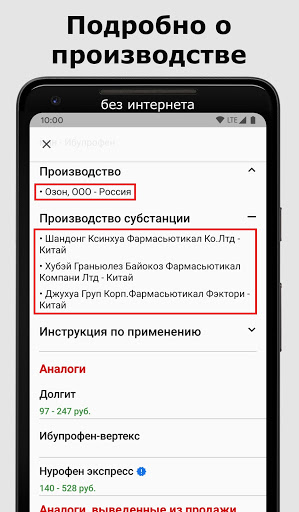 Подробно о
производстве
без интернета
10:00
LTE
Ибупрофен
Производство
• Озон, ООО - Россия
Производство субстанции
• Шандонг Ксинхуа Фармасьютикал Ко.Лтд -
Китай
• Хубэй Граньюлез Байокоз Фармасьютикал
Компани Лтд - Китай
• Джухуа Груп Корп.Фармасьютикал Фэктори -
Китай
Инструкция по применению
Аналоги
Долгит
97 - 247 руб.
Ибупрофен-вертекс
Нурофен экспресс
140 - 528 руб.
Аналоги, выведенные из продажи